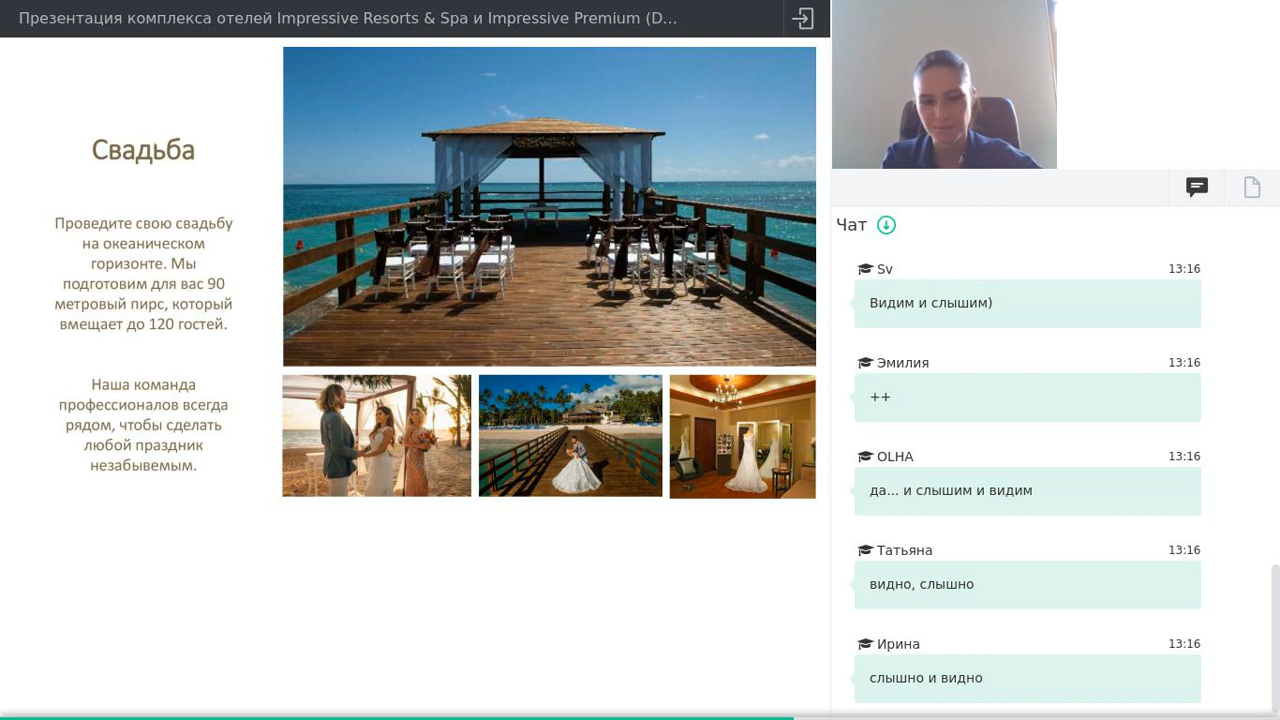 Презентация комплекса отелей Impressive Resorts & Spa и Impressive Premium (D...
Свадьба
Проведите свою свадьбу
на океаническом
горизонте. Мы
подготовим для вас 90
метровый пирс, который
вмещает до 120 гостей.
Наша команда
профессионалов всегда
рядом, чтобы сделать
любой праздник
незабывемым.
Чат
Sv 13:16
Видим и слышим)
Эмилия 13:16
++
OLHA 13:16
да... и слышим и видим
Татьяна 13:16
видно, слышно
Ирина 13:16
слышно и видно